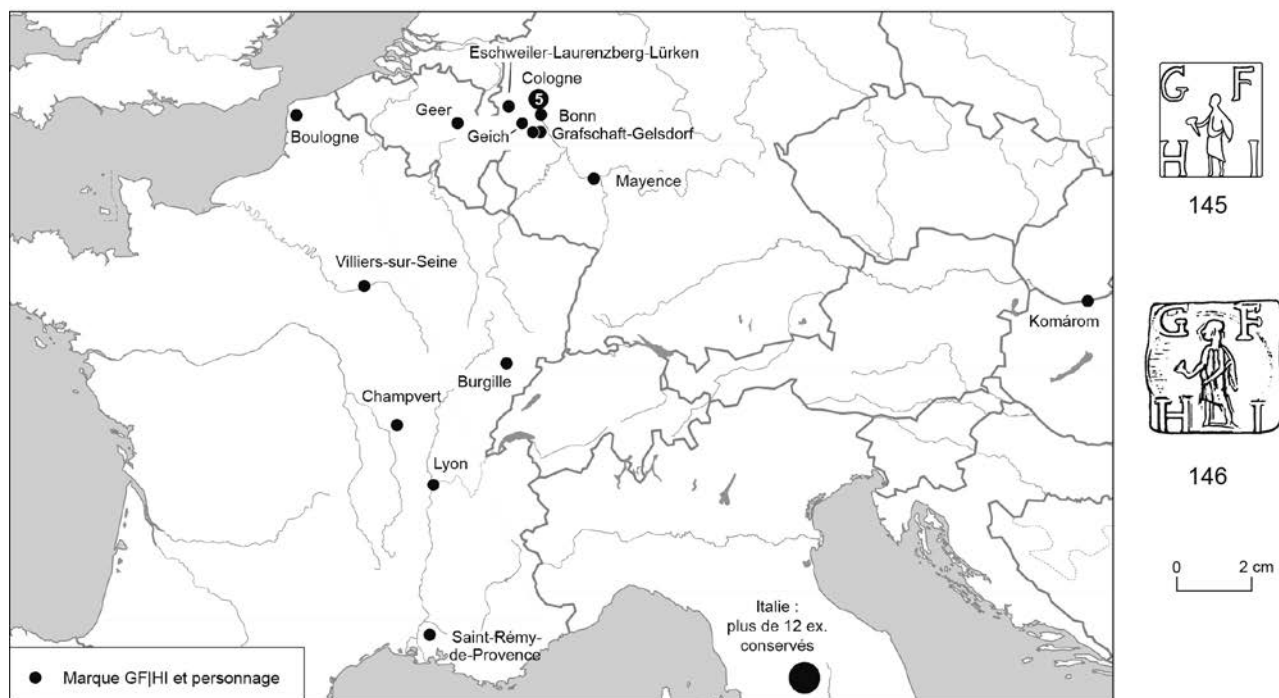 Eschweiler-Laurenzberg-Lürken
Cologne
5
Geer
Bonn
Boulogne
Geich
Grafschaft-Gelsdorf
Mayence
Villiers-sur-Seine
Komárom
Burgille
Champvert
Lyon
Italie :
plus de 12 ex.
conservés
Saint-Rémy-
de-Provence
Marque GF|HI et personnage
G F
H I
145
G F
H I
146
0 2 cm